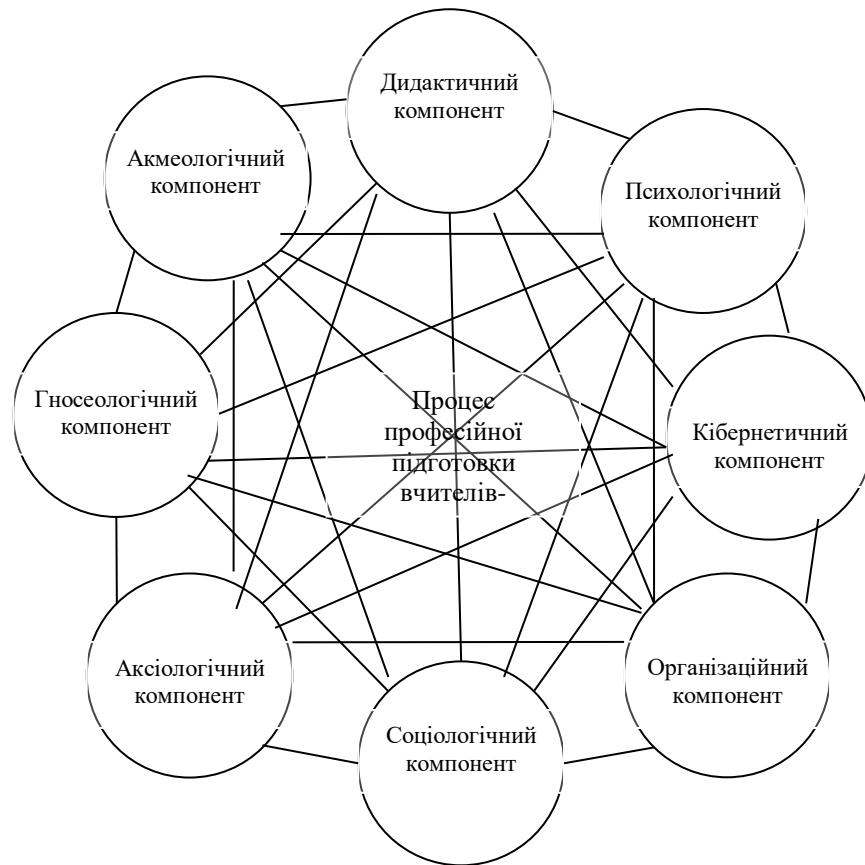 Дидактичний
компонент
Акмеологічний
компонент
Психологічний
компонент
Гносеологічний
компонент
Процес
професійної
підготовки
вчителів-
Кібернетичний
компонент
Аксіологічний
компонент
Організаційний
компонент
Соціологічний
компонент